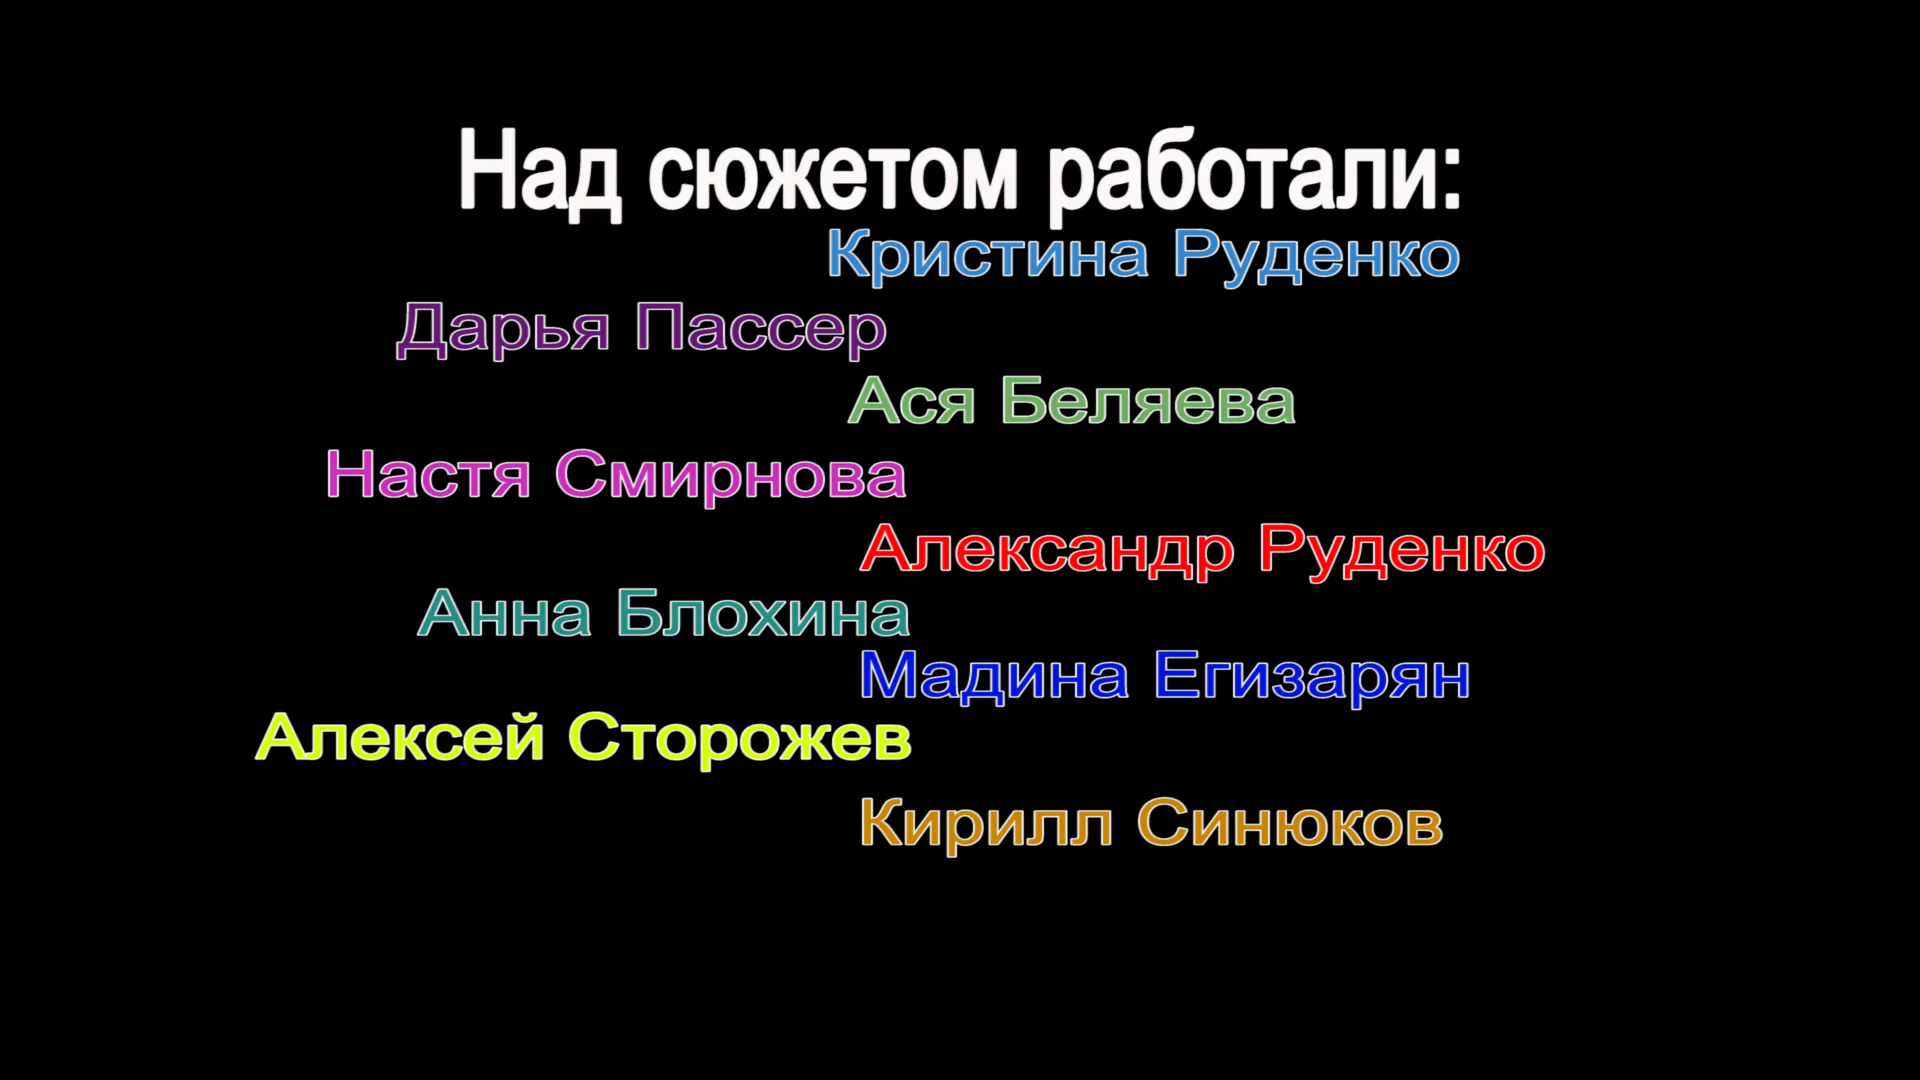 Над сюжетом работали:
Кристина Руденко
Дарья Пассер
Ася Беляева
Настя Смирнова
Александр Руденко
Анна Блохина
Мадина Егизарян
Алексей Сторожев
Кирилл Синюков